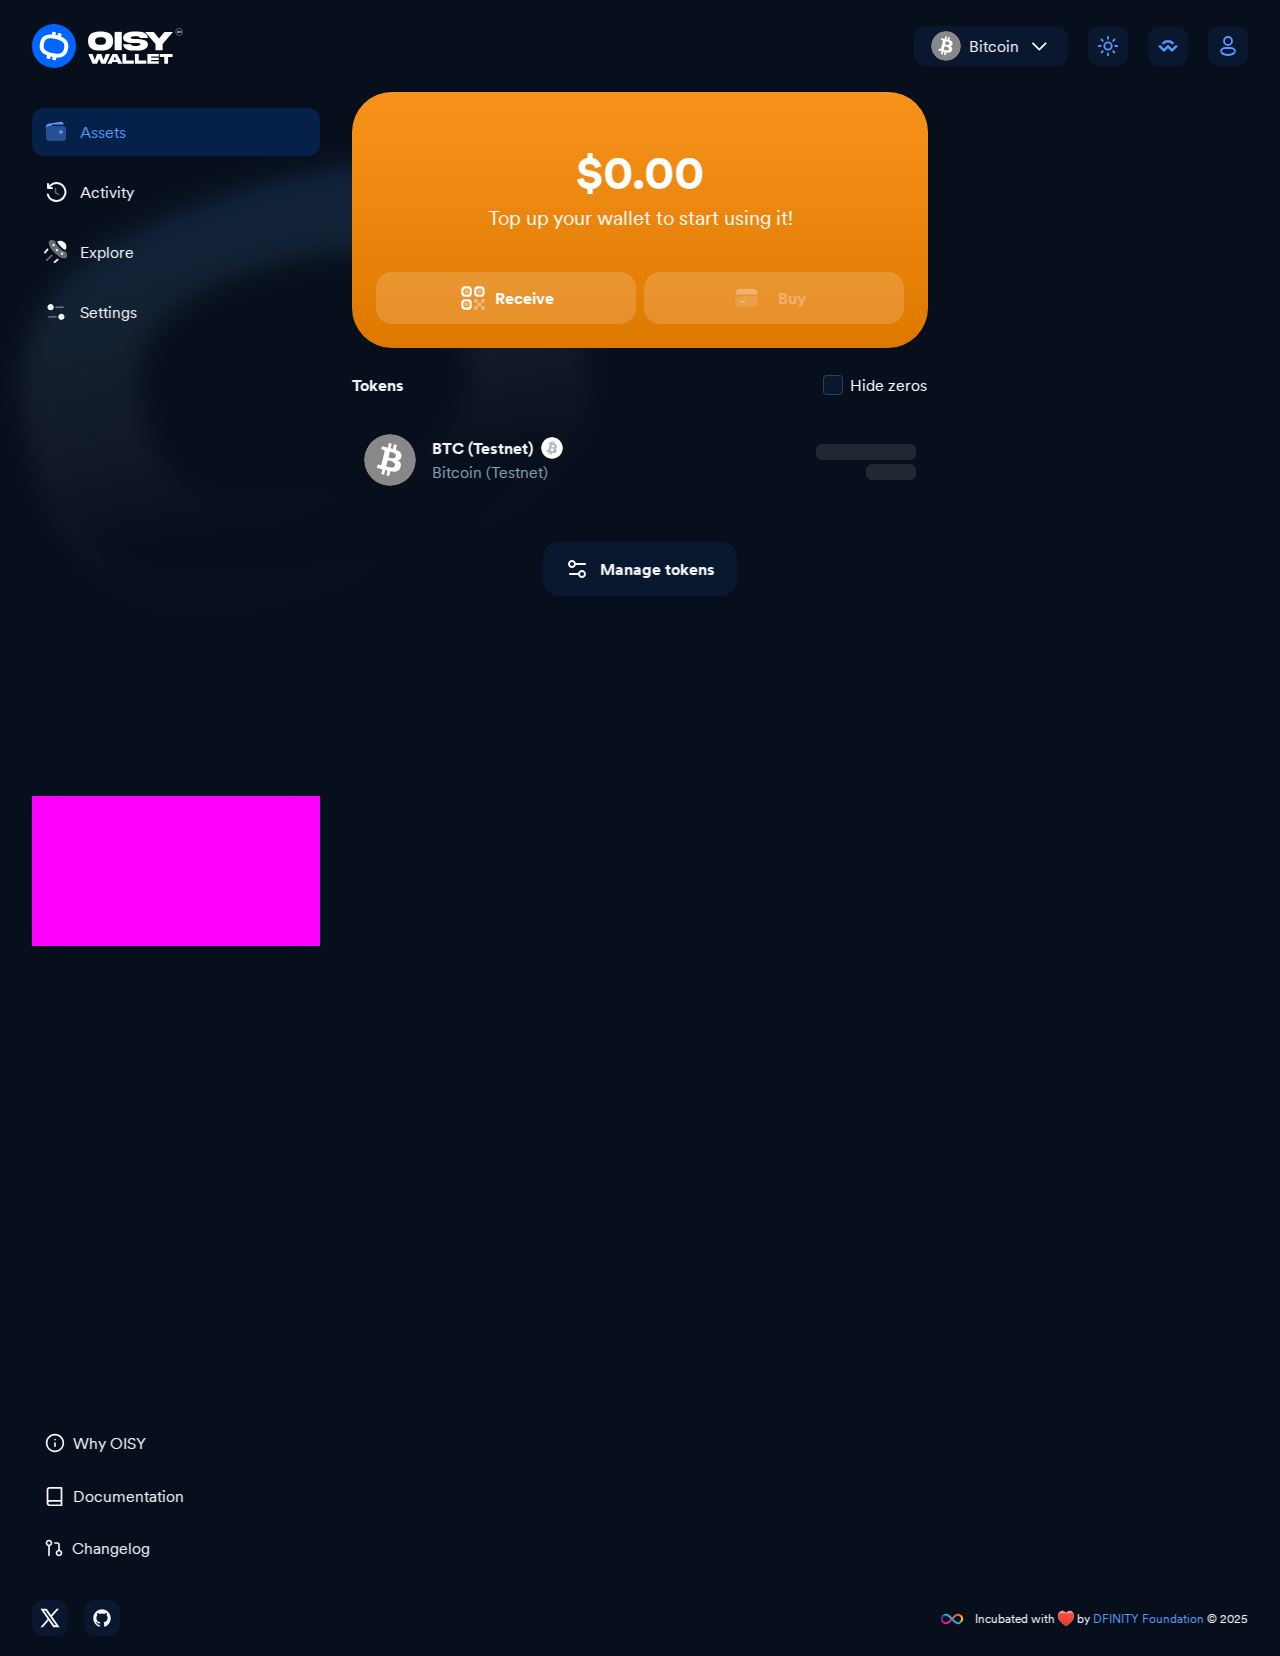 OISY
WALLET
Bitcoin
Assets
Activity
Explore
Settings
$0.00
Top up your wallet to start using it!
Receive
Buy
Tokens
Hide zeros
BTC (Testnet)
Bitcoin (Testnet)
Manage tokens
Why OISY
Documentation
Changelog
Incubated with ❤️ by DFINITY Foundation © 2025